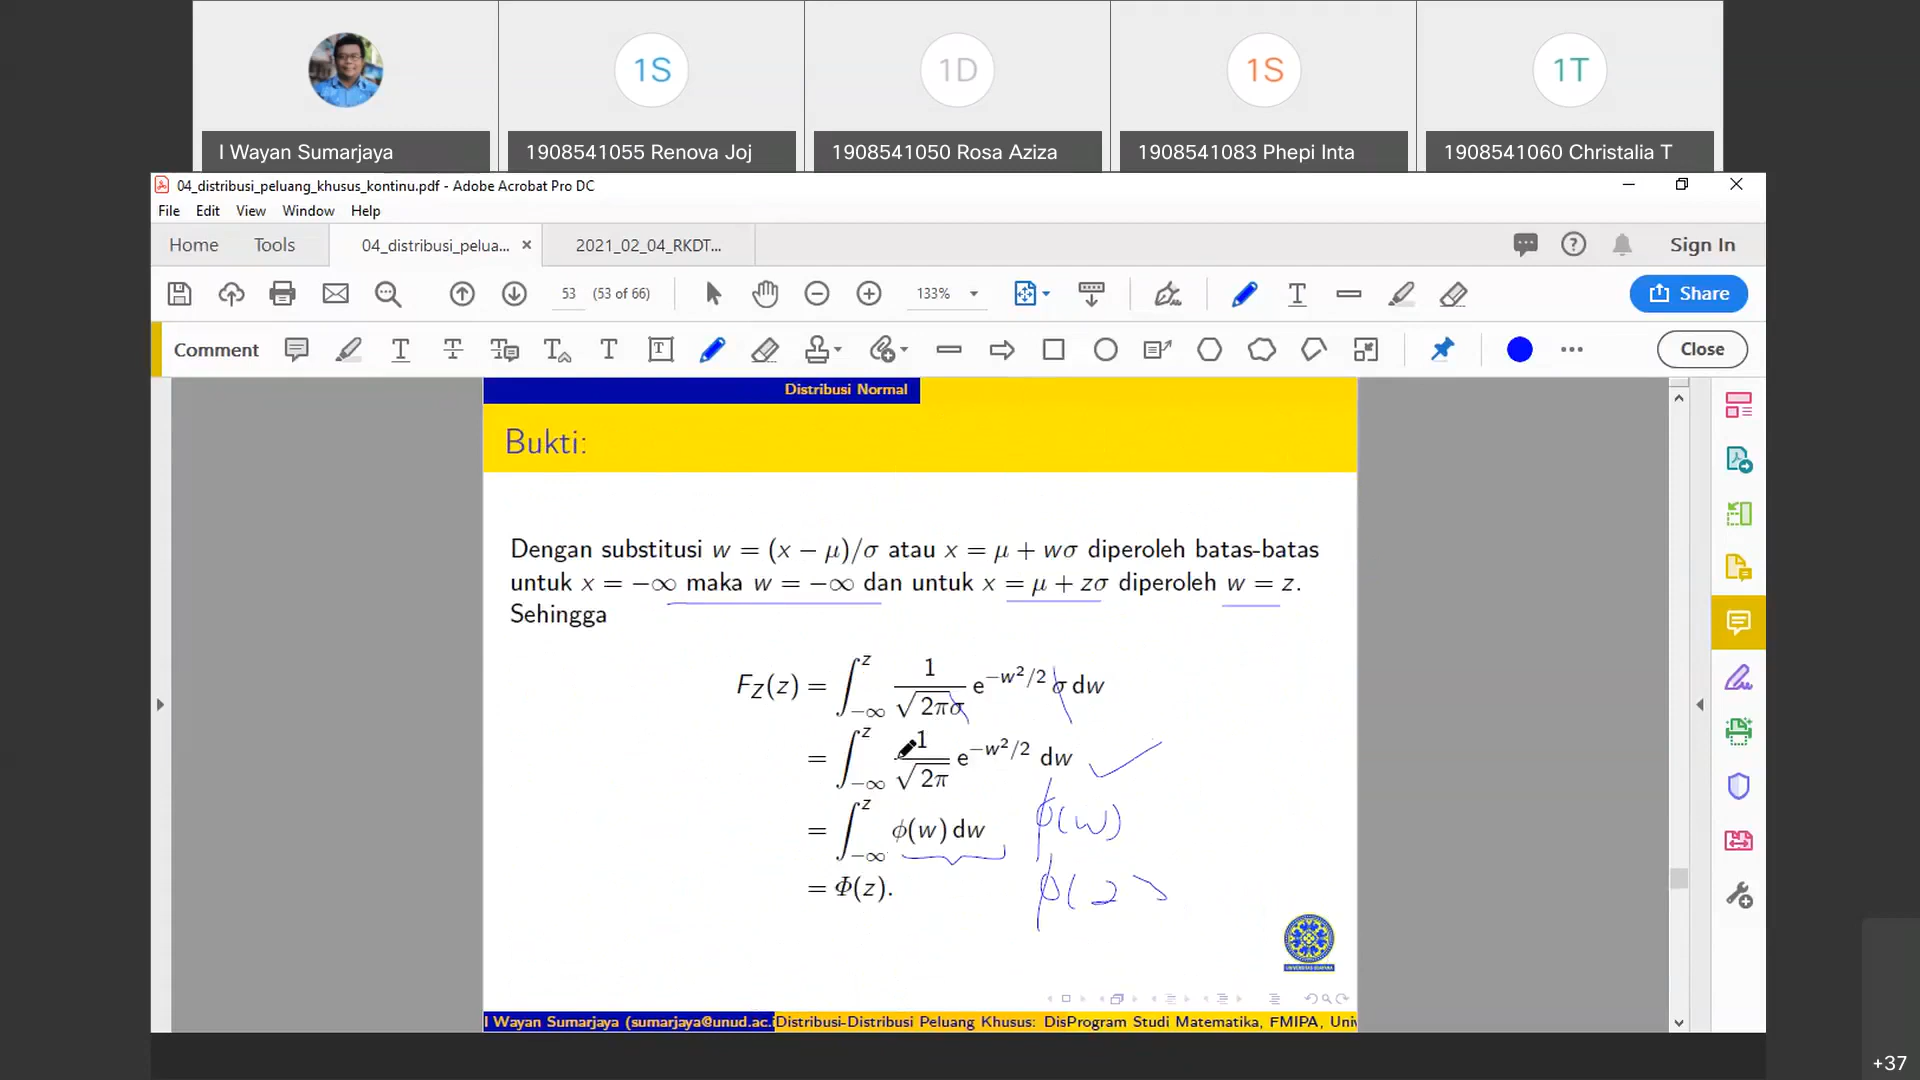 1S
1D
1S
1T
I Wayan Sumarjaya
1908541055 Renova Joj
1908541050 Rosa Aziza
1908541083 Phepi Inta
1908541060 Christalia T
04_distribusi_peluang_khusus_kontinu.pdf - Adobe Acrobat Pro DC
File Edit View Window Help
Home Tools 04_distribusi_pelua... × 2021_02_04_RKDT... Sign In
53 (53 of 66) 133% Share
Comment Close
Distribusi Normal
Bukti:
Dengan substitusi w = (x − μ)/σ atau x = μ + wσ diperoleh batas-batas
untuk x = −∞ maka w = −∞ dan untuk x = μ + zσ diperoleh w = z.
Sehingga
F_Z(z) = ∫_{−∞}^{z} 1/√(2πσ) e^{−w²/2} σ dw
= ∫_{−∞}^{z} 1/√(2π) e^{−w²/2} dw
= ∫_{−∞}^{z} ϕ(w) dw
ϕ(w)
= Φ(z).
ϕ(z)
I Wayan Sumarjaya (sumarjaya@unud.ac.i Distribusi-Distribusi Peluang Khusus: Dis Program Studi Matematika, FMIPA, Univ
+37